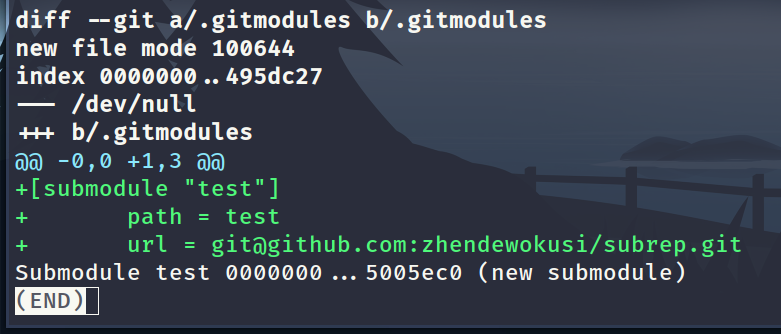 diff --git a/.gitmodules b/.gitmodules
new file mode 100644
index 0000000..495dc27
--- /dev/null
+++ b/.gitmodules
@@ -0,0 +1,3 @@
+[submodule "test"]
+       path = test
+       url = git@github.com:zhendewokusi/subrep.git
Submodule test 0000000...5005ec0 (new submodule)
(END)